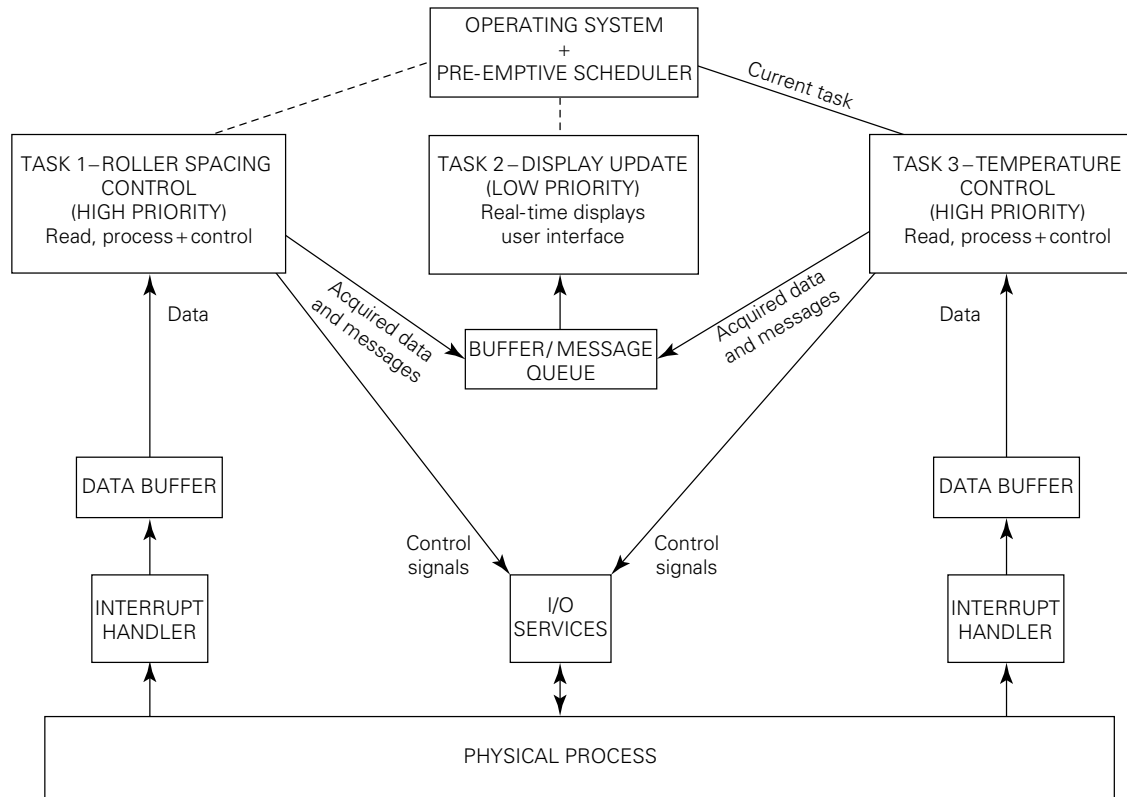 OPERATING SYSTEM
+
PRE-EMPTIVE SCHEDULER
Current task
TASK 1–ROLLER SPACING
CONTROL
(HIGH PRIORITY)
Read, process+control
TASK 2–DISPLAY UPDATE
(LOW PRIORITY)
Real-time displays
user interface
TASK 3–TEMPERATURE
CONTROL
(HIGH PRIORITY)
Read, process+control
Data
Acquired data
and messages
BUFFER/MESSAGE
QUEUE
Acquired data
and messages
Data
DATA BUFFER
DATA BUFFER
Control
signals
Control
signals
INTERRUPT
HANDLER
I/O
SERVICES
INTERRUPT
HANDLER
PHYSICAL PROCESS